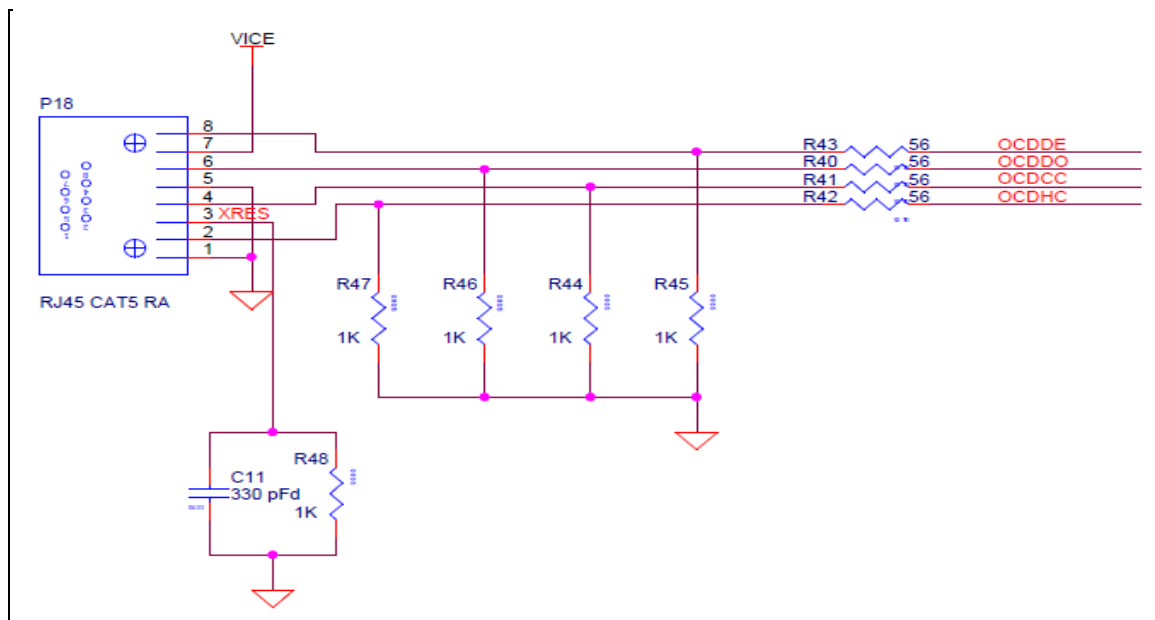 VICE
P18
8
7
6
5
4
3 XRES
2
1
RJ45 CAT5 RA
R43 56 OCDDE
R40 56 OCDDO
R41 56 OCDCC
R42 56 OCDHC
R47 R46 R44 R45
1K 1K 1K 1K
R48
C11
330 pFd
1K